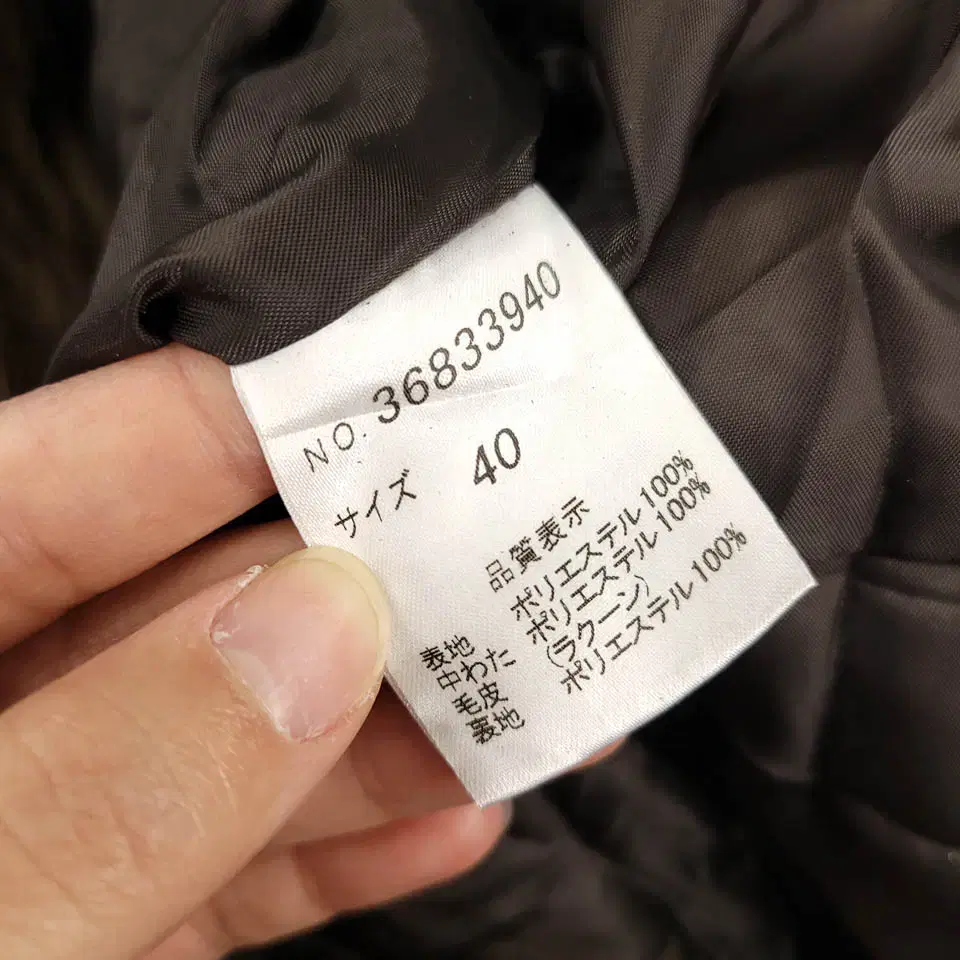 NO. 36833940
サイズ 40
品質表示
表地 ポリエステル100%
中わた ポリエステル100%
毛皮 (ラクーン)
裏地 ポリエステル100%